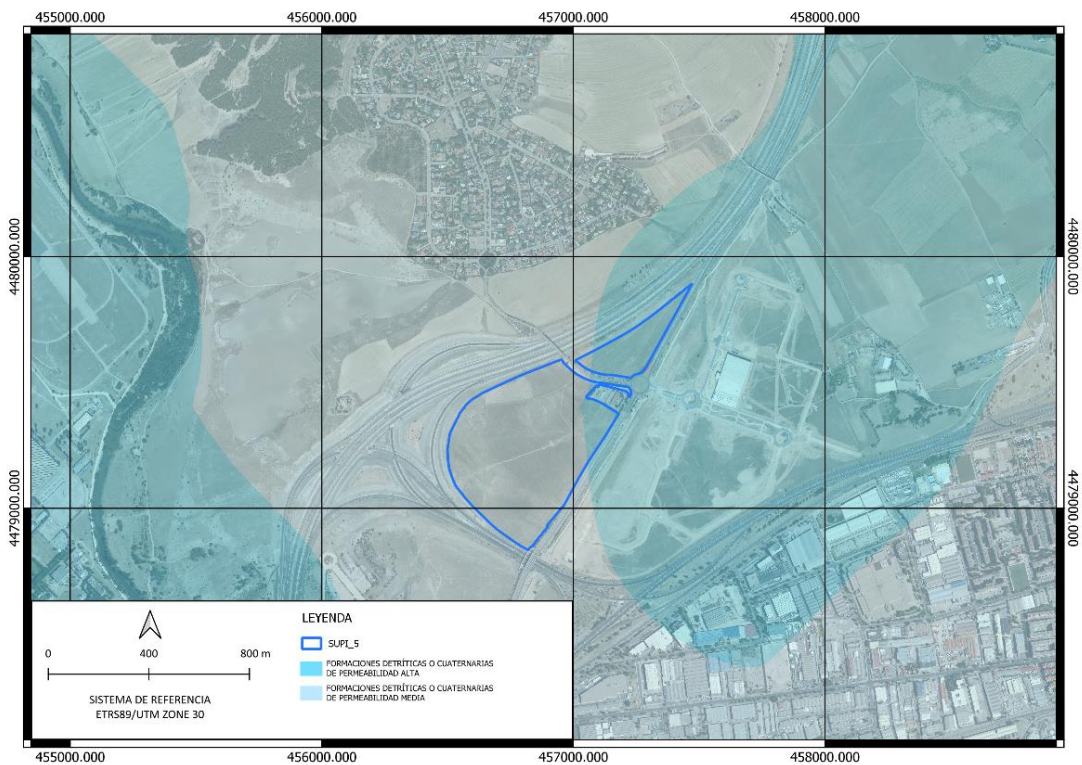 455000.000 456000.000 457000.000 458000.000
4480000.000
4480000.000
4479000.000
4479000.000
LEYENDA
SUPI_5
FORMACIONES DETRÍTICAS O CUATERNARIAS
DE PERMEABILIDAD ALTA
FORMACIONES DETRÍTICAS O CUATERNARIAS
DE PERMEABILIDAD MEDIA
0 400 800 m
SISTEMA DE REFERENCIA
ETRS89/UTM ZONE 30
455000.000 456000.000 457000.000 458000.000